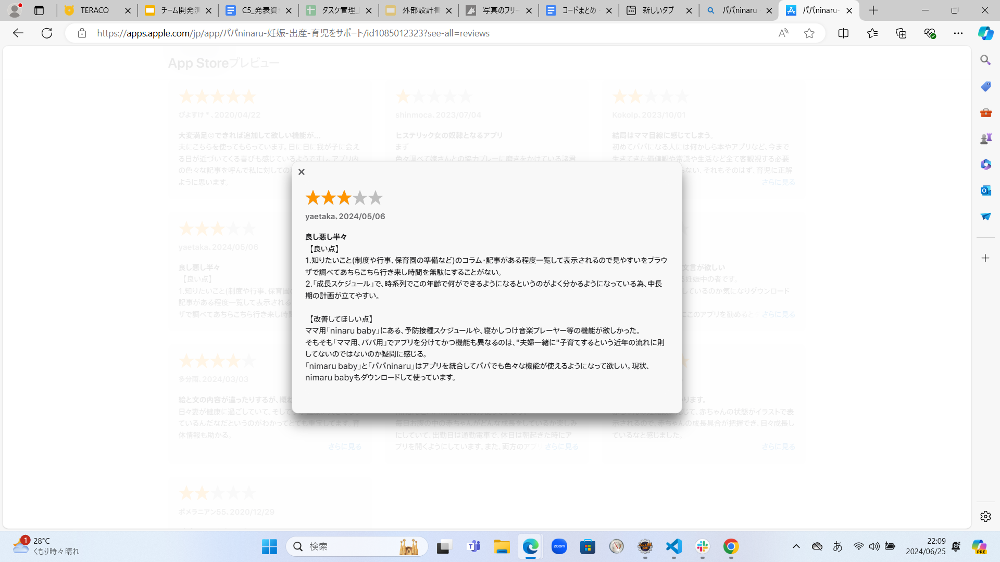 TERACO
チーム開発演
C5_発表資料
タスク管理_
外部設計書
写真のフリー
コードまとめ
新しいタブ
パパninaru
パパninaru-
https://apps.apple.com/jp/app/パパninaru-妊娠-出産-育児をサポート/id1085012323?see-all=reviews
App Storeプレビュー
ぴよすけ＊、2020/04/22
大変満足☺できれば追加して欲しい機能が…
夫にこちらを使ってもらっています。日に日に我が子に会え
る日が近づいてくる喜びも感じているようですし、アプリ内
の色々な記事を呼んで私に対しての
ように思います。
shinmoca、2023/07/04
ヒステリック女の奴隷となるアプリ
まず
色々調べて嫁さんとの協力プレーに磨きをかけている諸君
Kokolp、2023/10/01
結局はママ目線に感じてしまう。
初めてパパになる人には何かしら本やアプリなど、今まで
生きてきた価値観や常識や生活など全て客観視する必要
ない、それもそのはず、育児に正解
さらに見る
yaetaka、2024/05/06
良し悪し半々
【良い点】
1.知りたいこと(制度や行事、保育園の準備など)のコラム・記事がある程度一覧して表示されるので見やすいをブラウ
ザで調べてあちらこちら行き来し時間を無駄にすることがない。
2.「成長スケジュール」で、時系列でこの年齢で何ができるようになるというのがよく分かるようになっている為、中長
期の計画が立てやすい。
【改善してほしい点】
ママ用「ninaru baby」にある、予防接種スケジュールや、寝かしつけ音楽プレーヤー等の機能が欲しかった。
そもそも「ママ用、パパ用」でアプリを分けてかつ機能も異なるのは、"夫婦一緒に"子育てするという近年の流れに則
してないのではないのか疑問に感じる。
「nimaru baby」と「パパninaru」はアプリを統合してパパでも色々な機能が使えるようになって欲しい。現状、
nimaru babyもダウンロードして使っています。
yaetaka、2024/05/06
良し悪し半々
【良い点】
1.知りたいこと(制度や行事、保育園
記事がある程度一覧して表示される
ザで調べてあちらこちら行き来し時
文言が欲しい
妊娠中の者です。
しているのか気になりダウンロード
にこのアプリを勧めると
さらに見る
多分雨、2024/03/03
絵と文の内容が違ったりするが、概ね
日々妻が健康に過ごしていて、そして
ているんだなだというのがわかってとても重宝してます。育
休情報も助かる。
さらに見る
毎日お腹の中の赤ちゃんがどんな成長をしているか楽しみ
にしていて、出勤日は通勤電車で、休日は朝起きた時にア
プリを開くようにしています。また、両方のアプ
さらに見る
ります。
じて、赤ちゃんの状態がイラストで表
示されるので、赤ちゃんの成長具合が把握でき、日々成長し
ているなと感じました。
さらに見る
ポメラニアン55、2020/12/29
1
28°C
くもり時々晴れ
検索
zoom
あ
22:09
2024/06/25
PRE